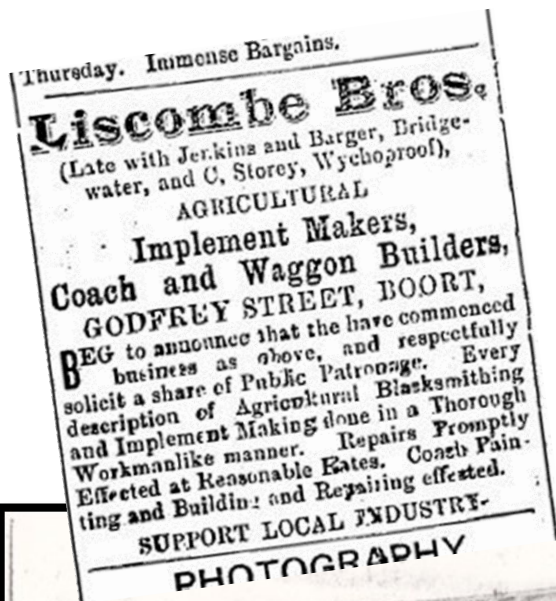 Thursday. Immense Bargains.
Liscombe Bros.
(Late with Jenkins and Barger, Bridge-
water, and C. Storey, Wycheproof),
AGRICULTURAL
Implement Makers,
Coach and Waggon Builders,
GODFREY STREET, BOORT,
BEG to announce that the have commenced
business as above, and respectfully
solicit a share of Public Patronage. Every
description of Agricultural Blacksmithing
and Implement Making done in a Thorough
Workmanlike manner. Repairs Promptly
Effected at Reasonable Rates. Coach Pain-
ting and Building and Repairing effected.
SUPPORT LOCAL INDUSTRY-
PHOTOGRAPHY